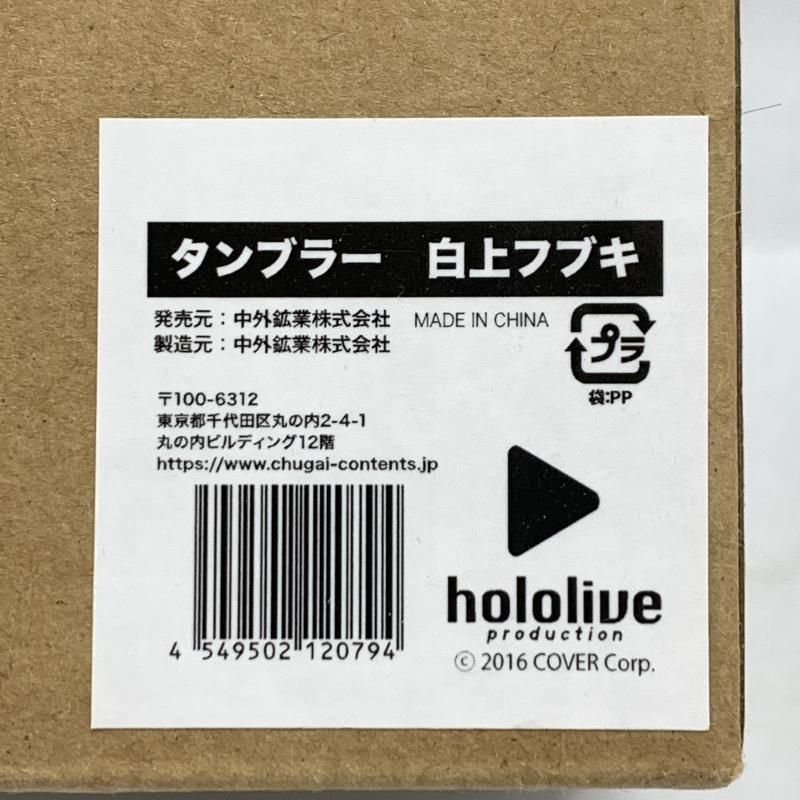 タンブラー　白上フブキ
発売元：中外鉱業株式会社　MADE IN CHINA
製造元：中外鉱業株式会社
プラ
袋:PP
〒100-6312
東京都千代田区丸の内2-4-1
丸の内ビルディング12階
https://www.chugai-contents.jp
4 549502 120794
hololive
production
© 2016 COVER Corp.